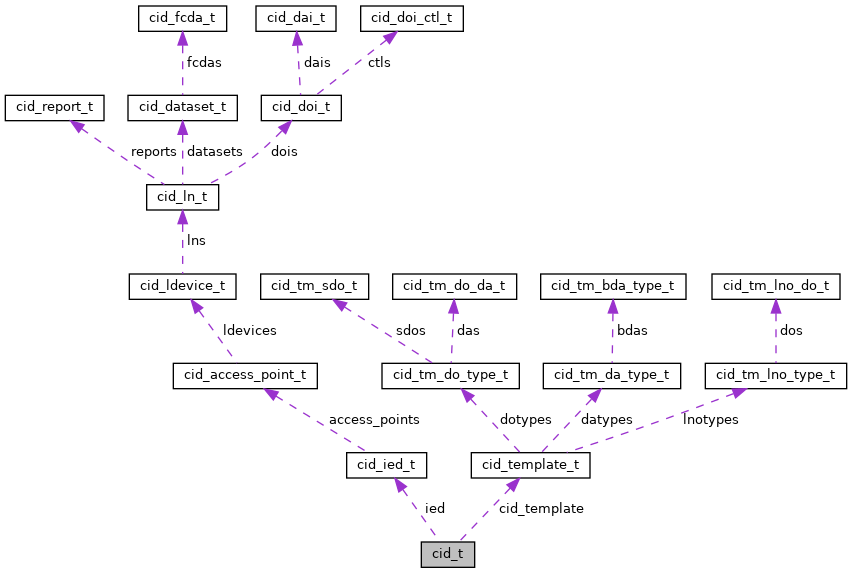 cid_fcda_t
cid_dai_t
cid_doi_ctl_t
fcdas
dais
ctls
cid_report_t
cid_dataset_t
cid_doi_t
reports
datasets
dois
cid_ln_t
lns
cid_ldevice_t
cid_tm_sdo_t
cid_tm_do_da_t
cid_tm_bda_type_t
cid_tm_lno_do_t
ldevices
sdos
das
bdas
dos
cid_access_point_t
cid_tm_do_type_t
cid_tm_da_type_t
cid_tm_lno_type_t
access_points
dotypes
datypes
lnotypes
cid_ied_t
cid_template_t
ied
cid_template
cid_t